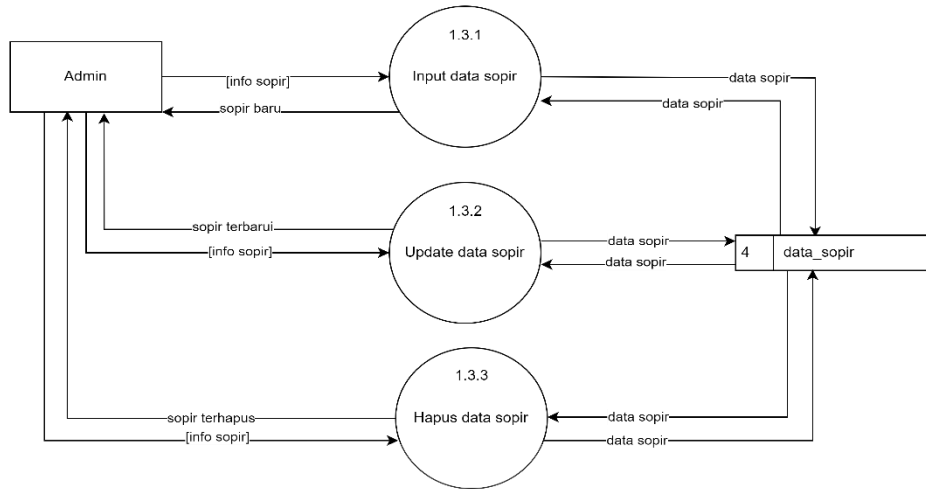 1.3.1
Admin
Input data sopir
[info sopir]
data sopir
sopir baru
data sopir
1.3.2
sopir terbarui
Update data sopir
data sopir
[info sopir]
data sopir
4
data_sopir
1.3.3
sopir terhapus
Hapus data sopir
data sopir
[info sopir]
data sopir